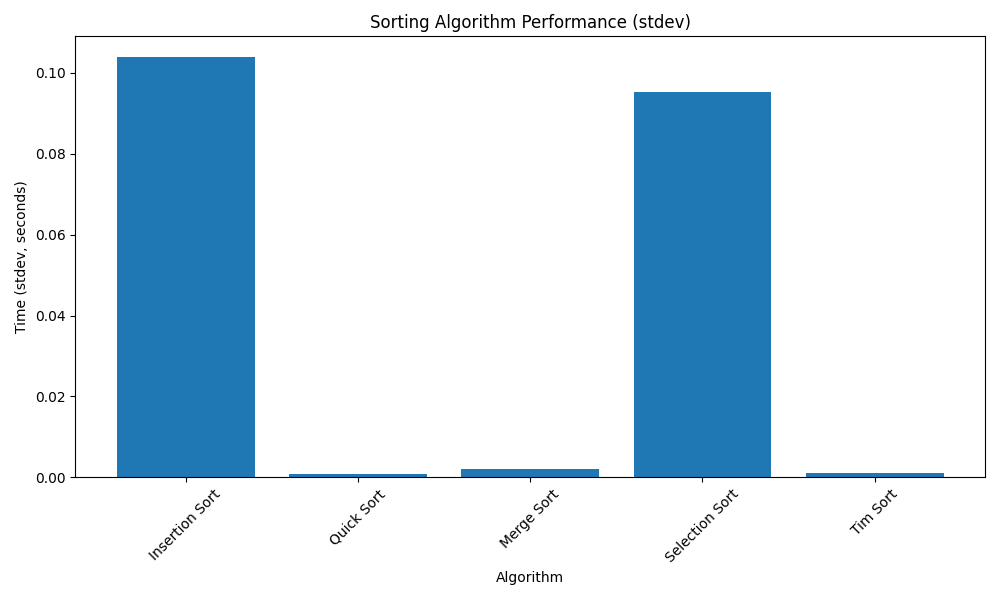 Sorting Algorithm Performance (stdev)
Time (stdev, seconds)
0.10
0.08
0.06
0.04
0.02
0.00
Insertion Sort
Quick Sort
Merge Sort
Selection Sort
Tim Sort
Algorithm